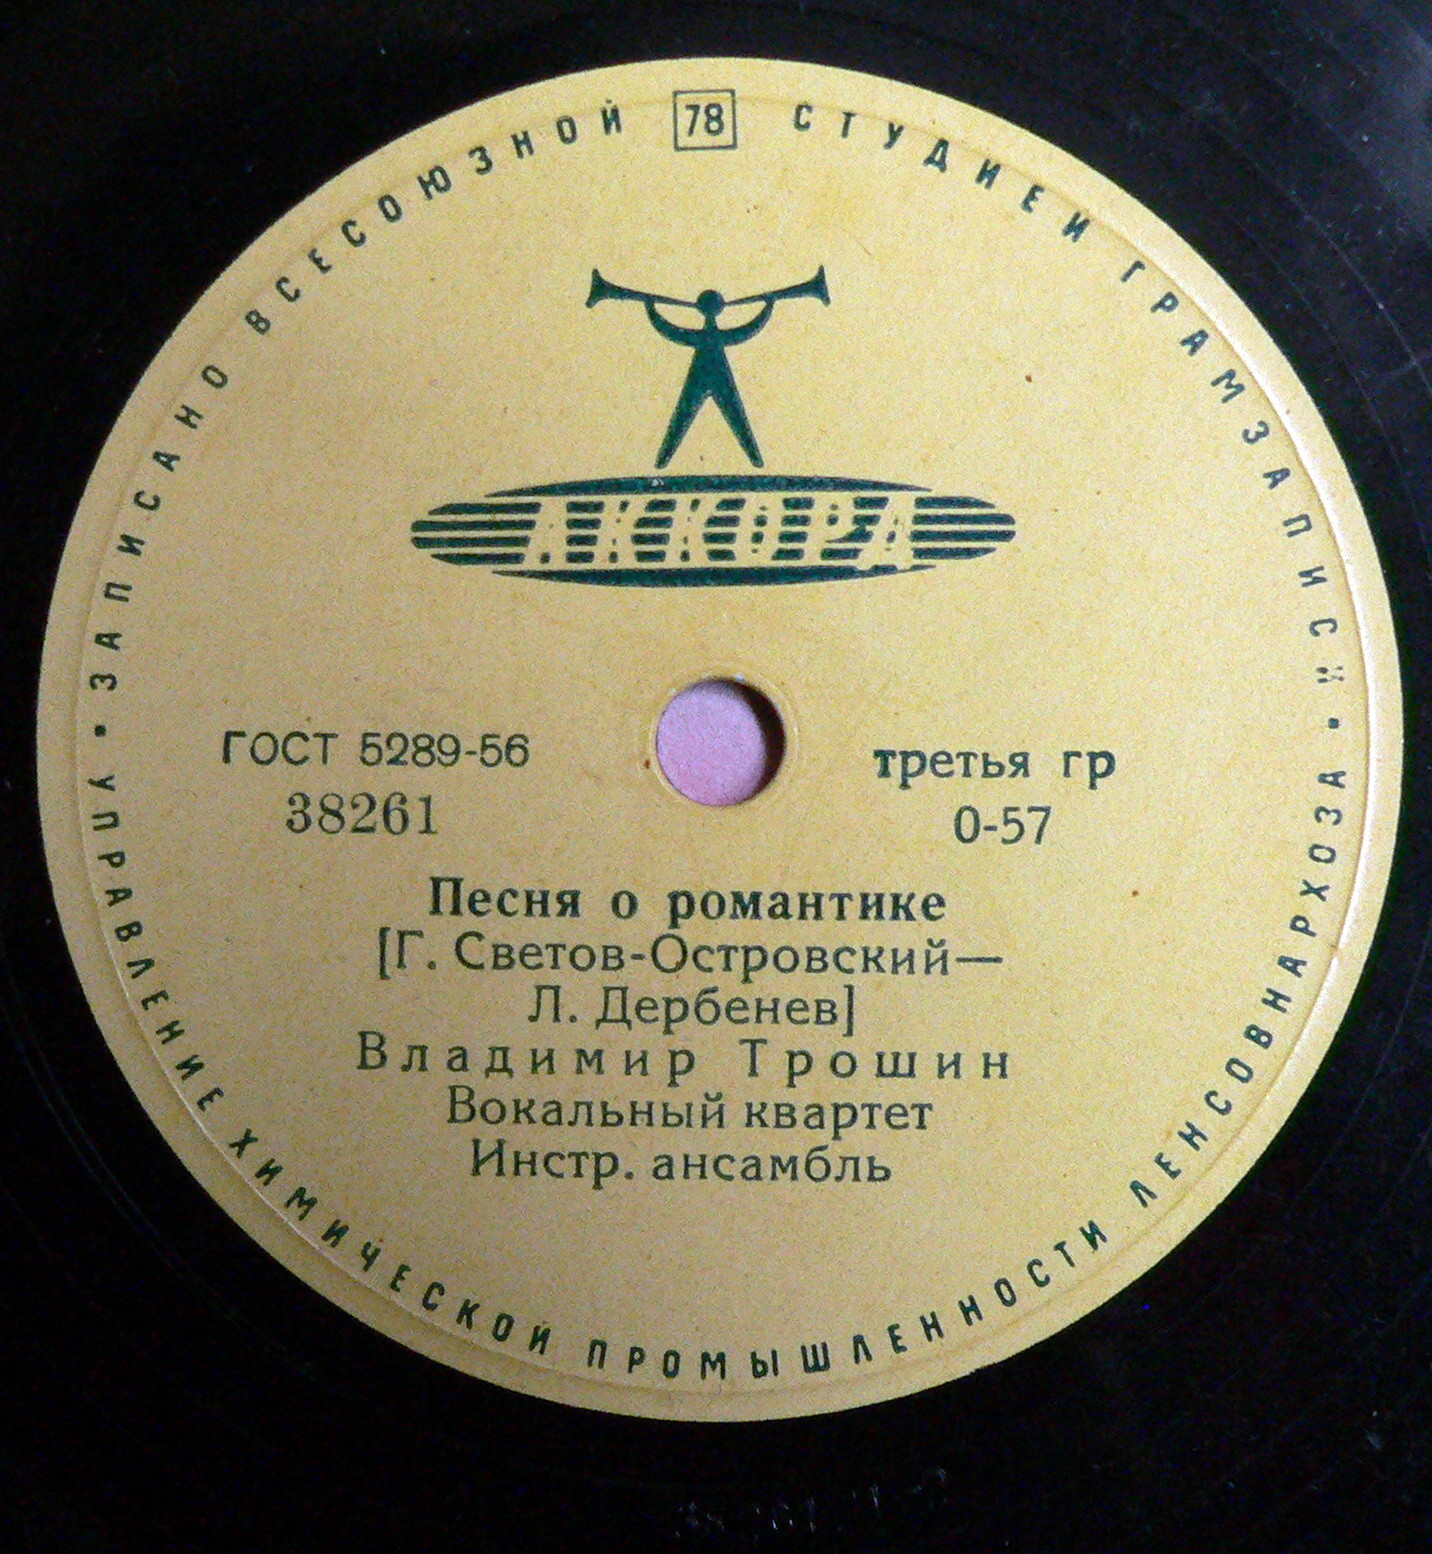 ЗАПИСАНО ВСЕСОЮЗНОЙ 78 СТУДИЕЙ ГРАМЗАПИСИ
АККОРД
ГОСТ 5289-56
38261
третья гр
0-57
Песня о романтике
[Г. Светов-Островский—
Л. Дербенев]
Владимир Трошин
Вокальный квартет
Инстр. ансамбль
УПРАВЛЕНИЕ ХИМИЧЕСКОЙ ПРОМЫШЛЕННОСТИ ЛЕНСОВНАРХОЗА